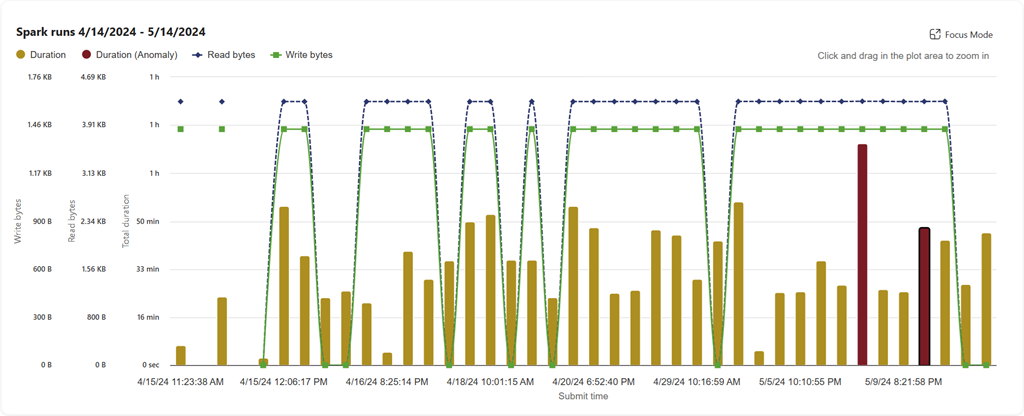 Spark runs 4/14/2024 - 5/14/2024
Focus Mode
Duration Duration (Anomaly) Read bytes Write bytes
Click and drag in the plot area to zoom in
1.76 KB 4.69 KB 1 h
1.46 KB 3.91 KB 1 h
1.17 KB 3.13 KB 1 h
900 B 2.34 KB 50 min
600 B 1.56 KB 33 min
300 B 800 B 16 min
0 B 0 B 0 sec
Write bytes
Read bytes
Total duration
4/15/24 11:23:38 AM 4/15/24 12:06:17 PM 4/16/24 8:25:14 PM 4/18/24 10:01:15 AM 4/20/24 6:52:40 PM 4/29/24 10:16:59 AM 5/5/24 10:10:55 PM 5/9/24 8:21:58 PM
Submit time